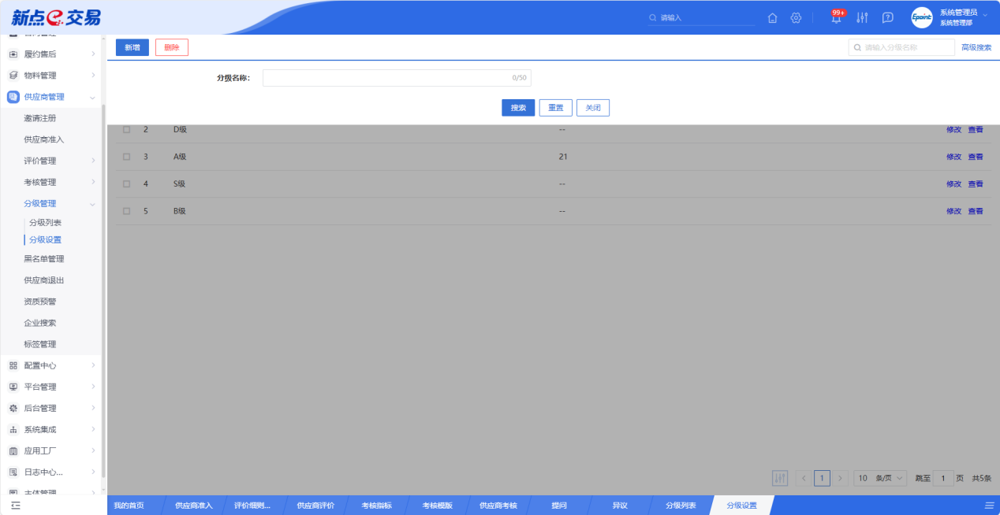 新点e交易
请输入
99+
?
Epoint
系统管理员
系统管理部
履约售后
物料管理
供应商管理
邀请注册
供应商准入
评价管理
考核管理
分级管理
分级列表
分级设置
黑名单管理
供应商退出
资质预警
企业搜索
标签管理
配置中心
平台管理
后台管理
系统集成
应用工厂
日志中心...
新增 删除 请输入分级名称 高级搜索
分级名称: 0/50
搜索 重置 关闭
2 D级 -- 修改 查看
3 A级 21 修改 查看
4 S级 -- 修改 查看
5 B级 -- 修改 查看
1 10 条/页 跳至 1 页 共5条
我的首页 供应商准入 评价细则... 供应商评价 考核指标 考核模版 供应商考核 提问 异议 分级列表 分级设置